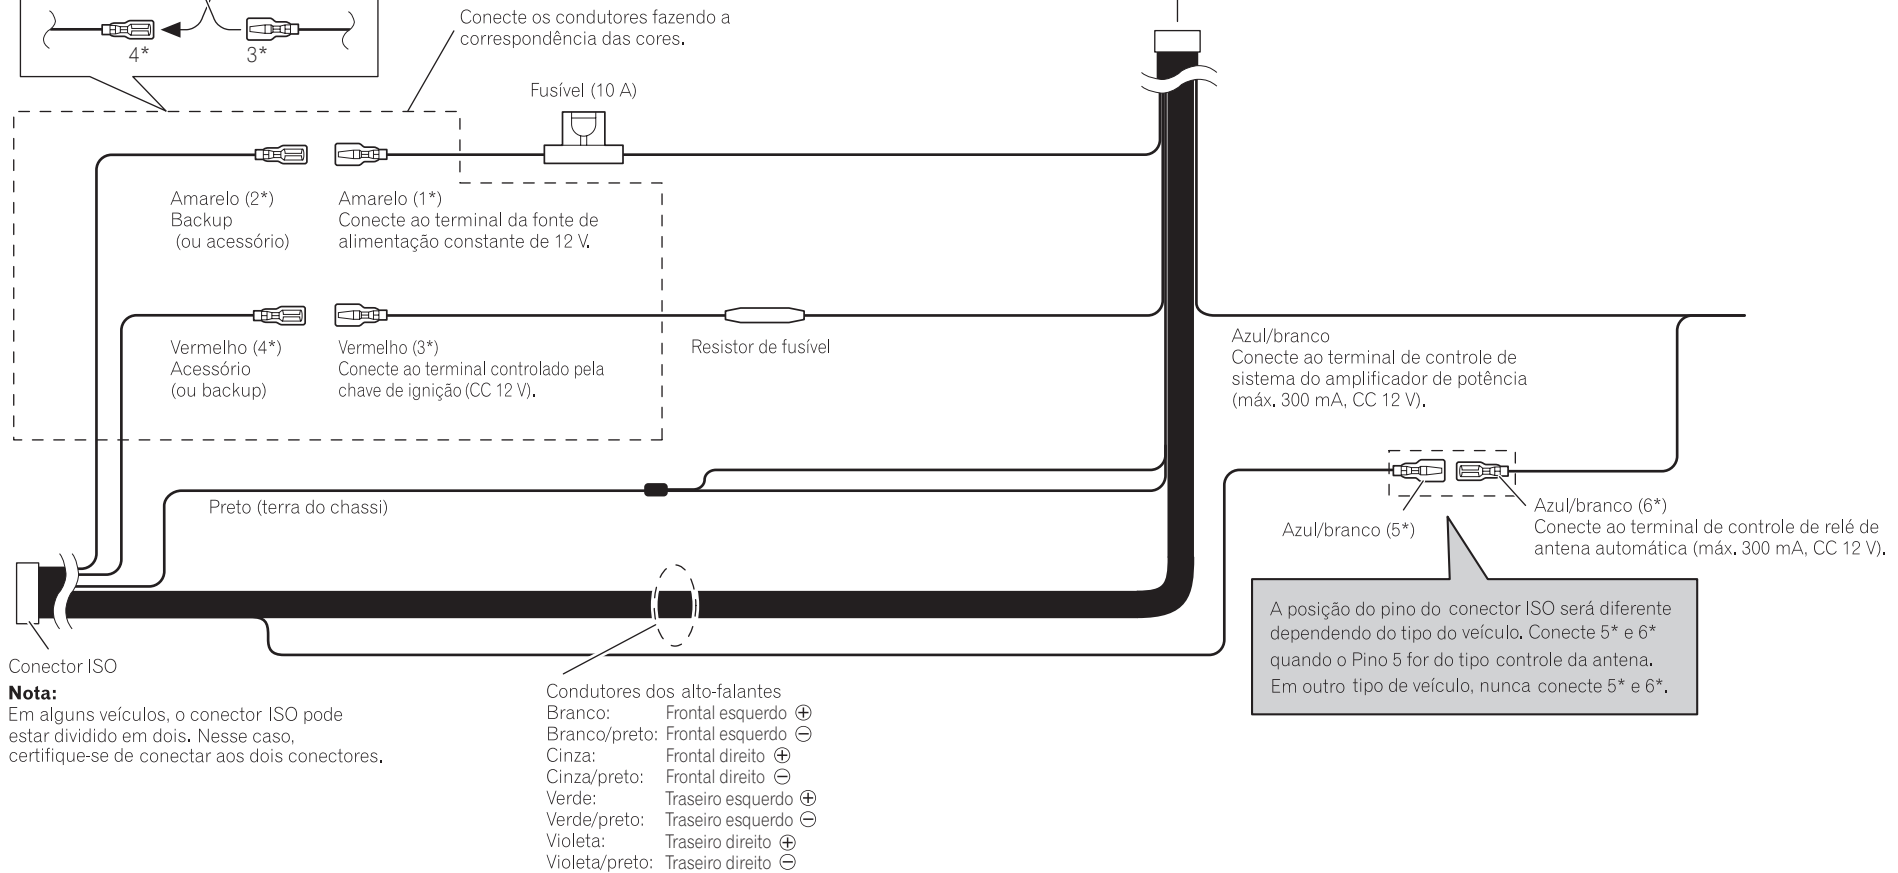 4*
3*
Conecte os condutores fazendo a
correspondência das cores.
Fusível (10 A)
Amarelo (2*)
Backup
(ou acessório)
Amarelo (1*)
Conecte ao terminal da fonte de
alimentação constante de 12 V.
Vermelho (4*)
Acessório
(ou backup)
Vermelho (3*)
Conecte ao terminal controlado pela
chave de ignição (CC 12 V).
Resistor de fusível
Azul/branco
Conecte ao terminal de controle de
sistema do amplificador de potência
(máx. 300 mA, CC 12 V).
Preto (terra do chassi)
Azul/branco (5*)
Azul/branco (6*)
Conecte ao terminal de controle de relé de
antena automática (máx. 300 mA, CC 12 V).
A posição do pino do conector ISO será diferente
dependendo do tipo do veículo. Conecte 5* e 6*
quando o Pino 5 for do tipo controle da antena.
Em outro tipo de veículo, nunca conecte 5* e 6*.
Conector ISO
Nota:
Em alguns veículos, o conector ISO pode
estar dividido em dois. Nesse caso,
certifique-se de conectar aos dois conectores.
Condutores dos alto-falantes
Branco: Frontal esquerdo ⊕
Branco/preto: Frontal esquerdo ⊖
Cinza: Frontal direito ⊕
Cinza/preto: Frontal direito ⊖
Verde: Traseiro esquerdo ⊕
Verde/preto: Traseiro esquerdo ⊖
Violeta: Traseiro direito ⊕
Violeta/preto: Traseiro direito ⊖